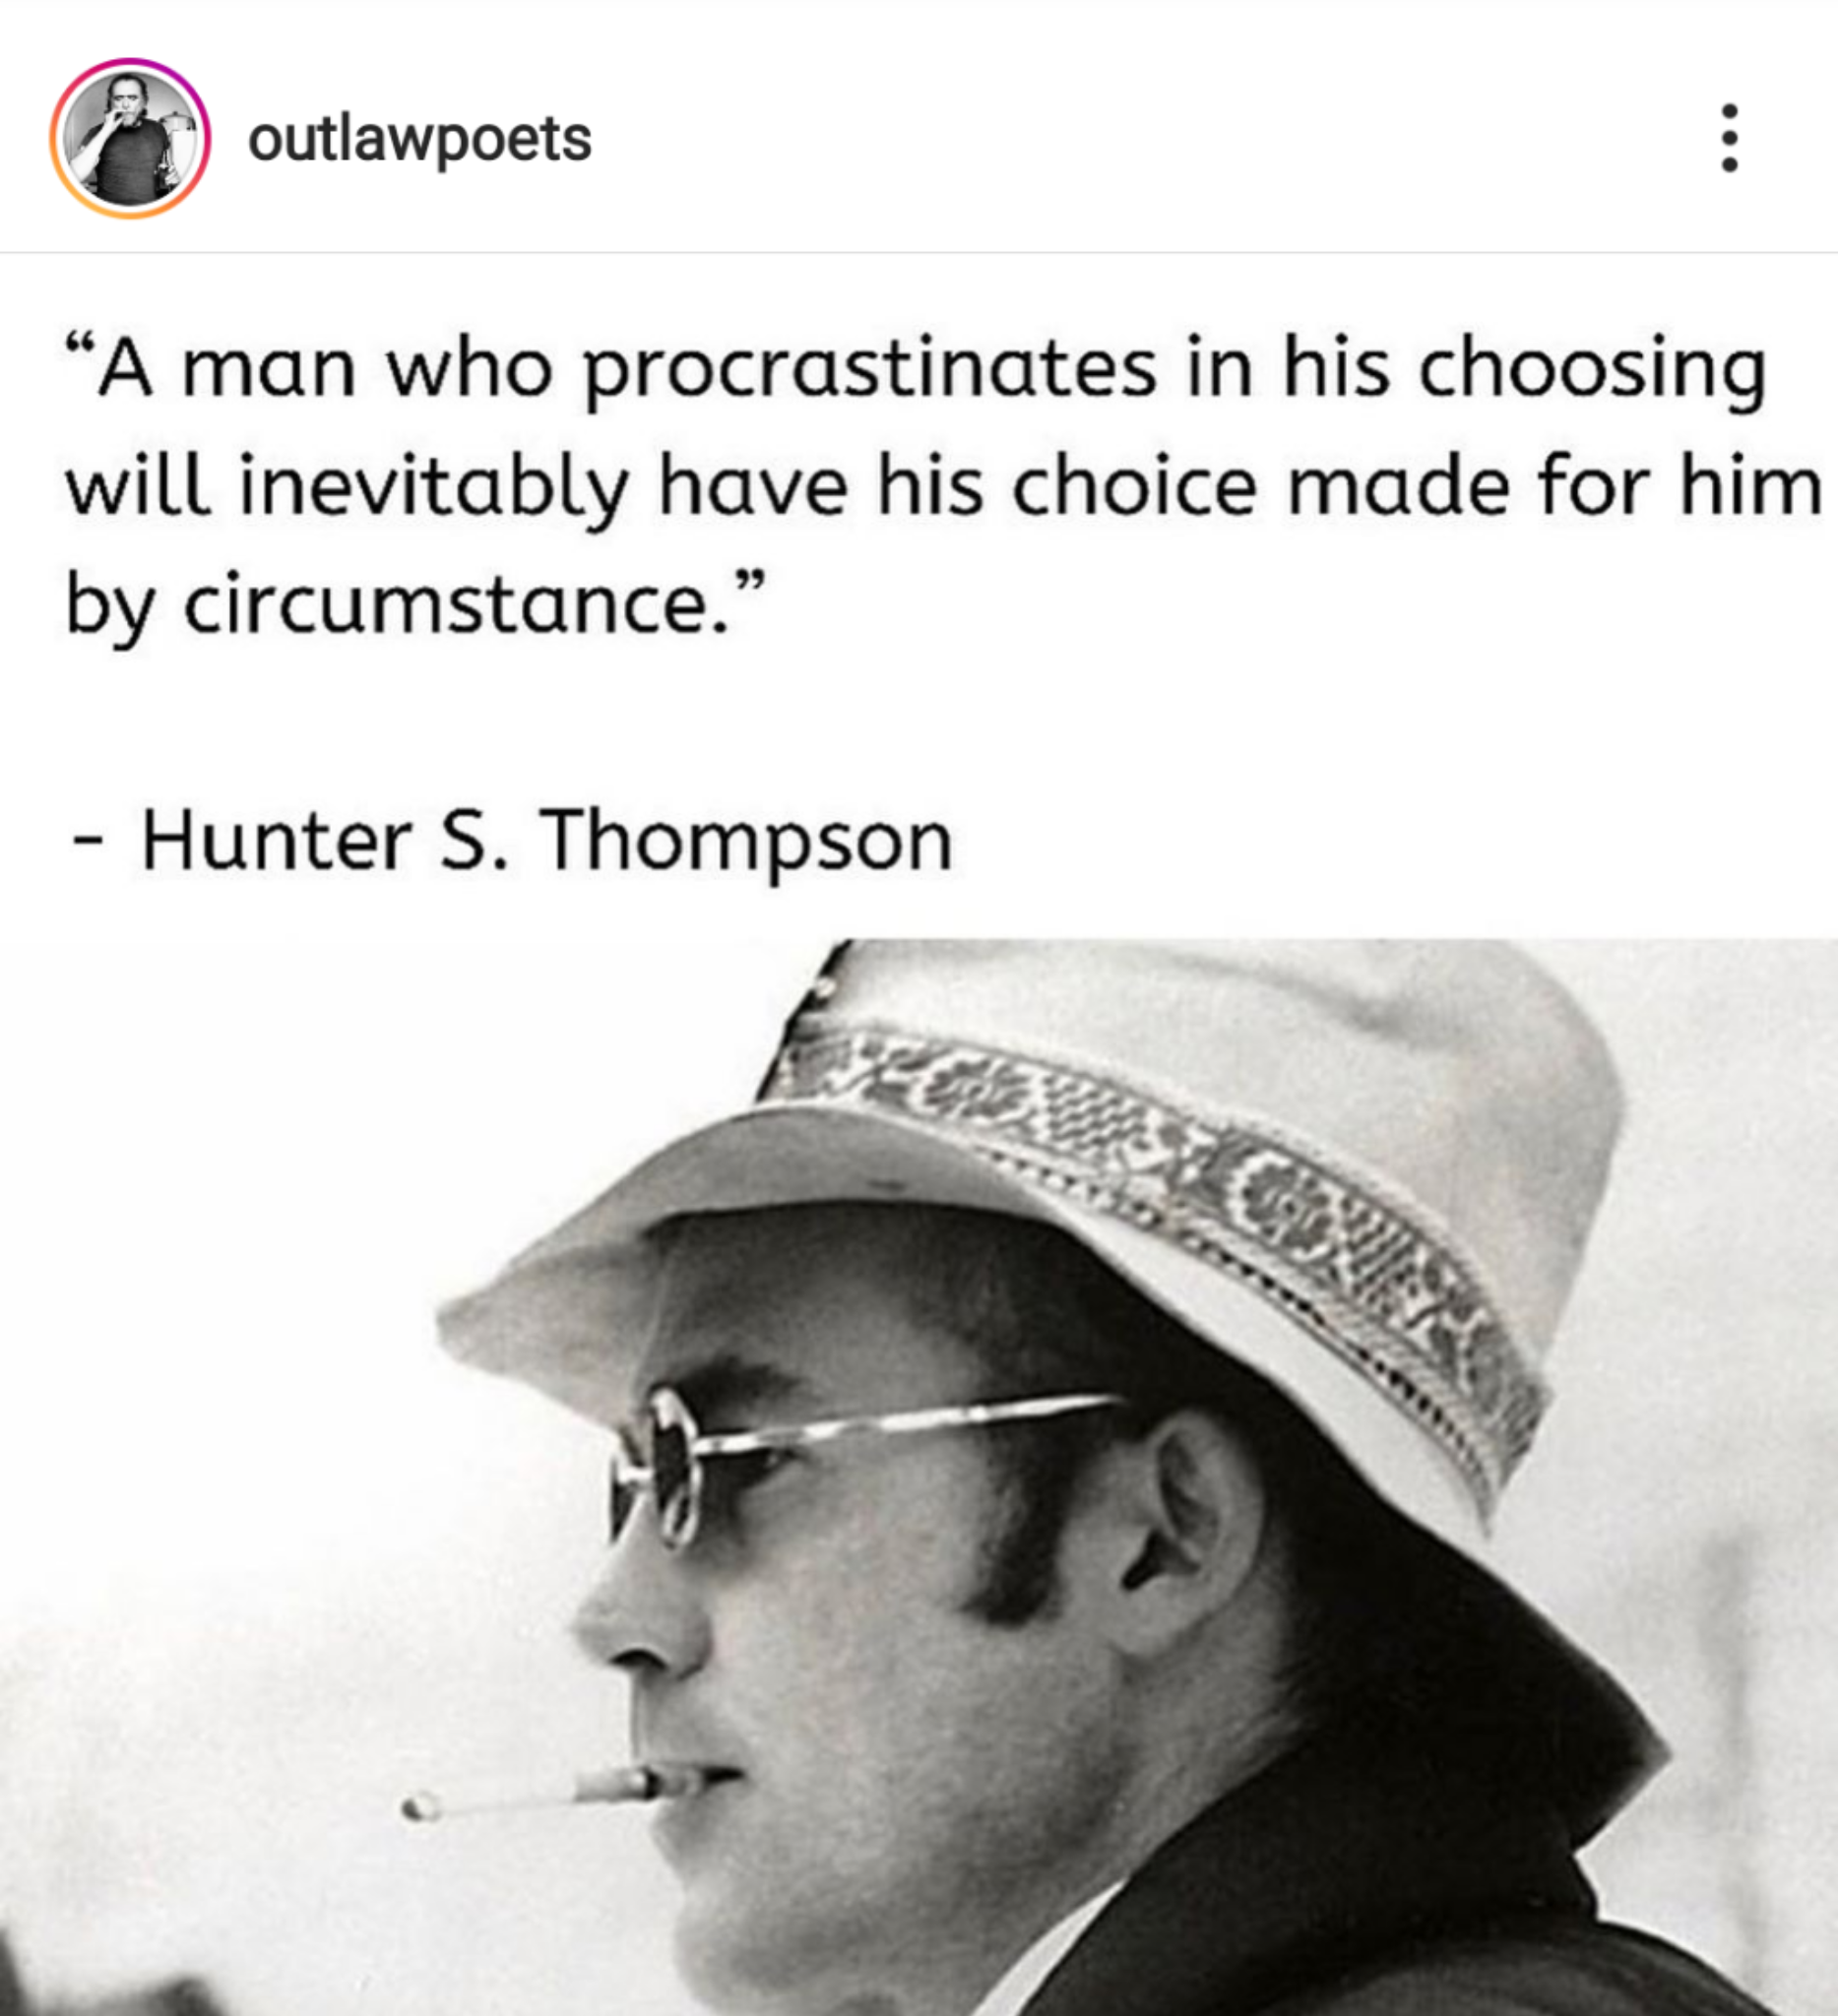 outlawpoets
“A man who procrastinates in his choosing
will inevitably have his choice made for him
by circumstance.”
- Hunter S. Thompson